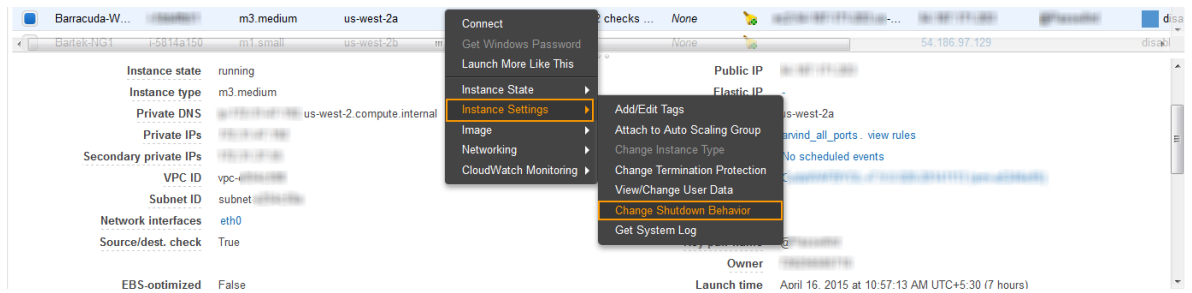 Barracuda-W... m3.medium us-west-2a 2 checks ... None disa
Bartek-NG1 i-5814a150 m1.small us-west-2b m None 54.186.97.129 disabl
Connect
Get Windows Password
Launch More Like This
Instance State
Instance Settings
Image
Networking
CloudWatch Monitoring
Add/Edit Tags
Attach to Auto Scaling Group
Change Instance Type
Change Termination Protection
View/Change User Data
Change Shutdown Behavior
Get System Log
Instance state running
Instance type m3.medium
Private DNS us-west-2.compute.internal
Private IPs
Secondary private IPs
VPC ID vpc-
Subnet ID subnet
Network interfaces eth0
Source/dest. check True
EBS-optimized False
Public IP
Elastic IP -
us-west-2a
arvind_all_ports . view rules
No scheduled events
Owner
Launch time April 16, 2015 at 10:57:13 AM UTC+5:30 (7 hours)